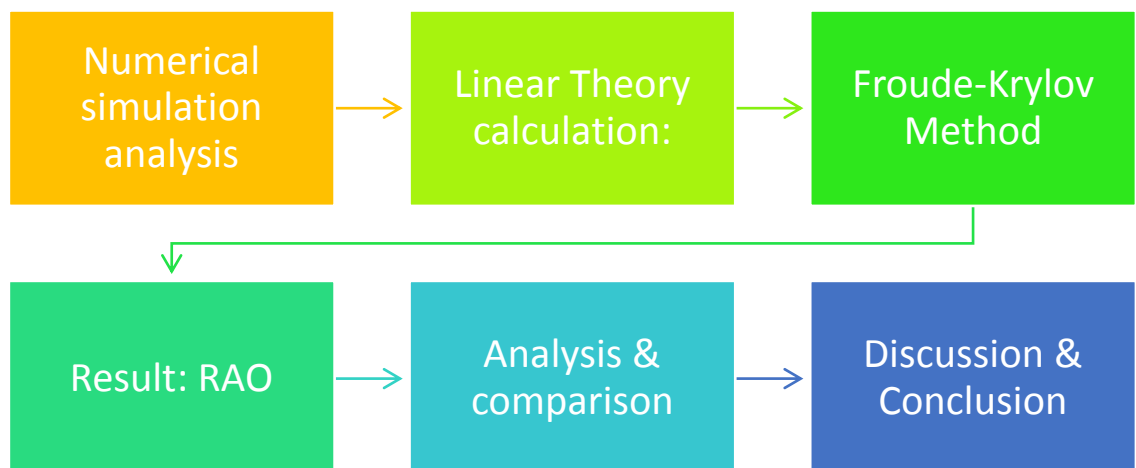 Numerical
simulation
analysis
Linear Theory
calculation:
Froude-Krylov
Method
Result: RAO
Analysis &
comparison
Discussion &
Conclusion